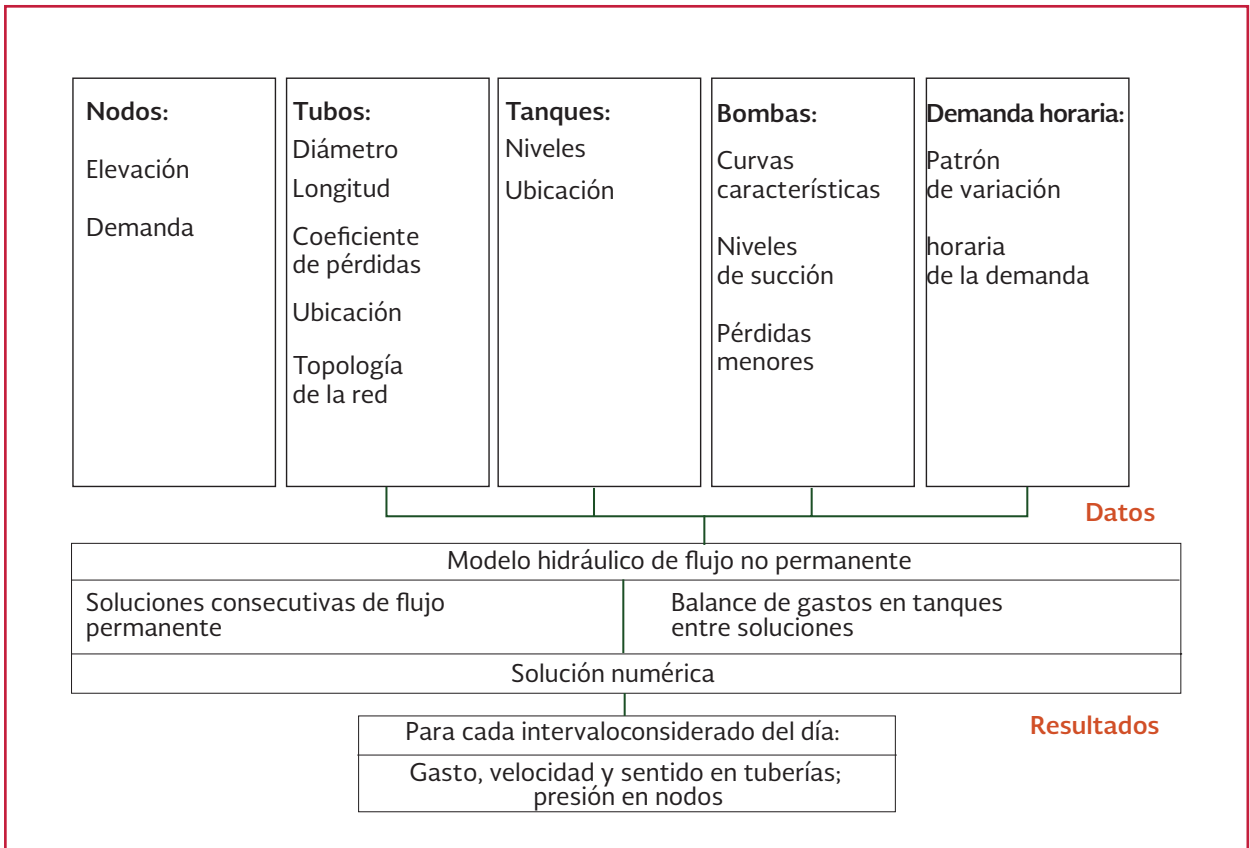 Nodos:
Elevación
Demanda
Tubos:
Diámetro
Longitud
Coeficiente
de pérdidas
Ubicación
Topología
de la red
Tanques:
Niveles
Ubicación
Bombas:
Curvas
características
Niveles
de succión
Pérdidas
menores
Demanda horaria:
Patrón
de variación
horaria
de la demanda
Datos
Modelo hidráulico de flujo no permanente
Soluciones consecutivas de flujo
permanente
Balance de gastos en tanques
entre soluciones
Solución numérica
Resultados
Para cada intervaloconsiderado del día:
Gasto, velocidad y sentido en tuberías;
presión en nodos